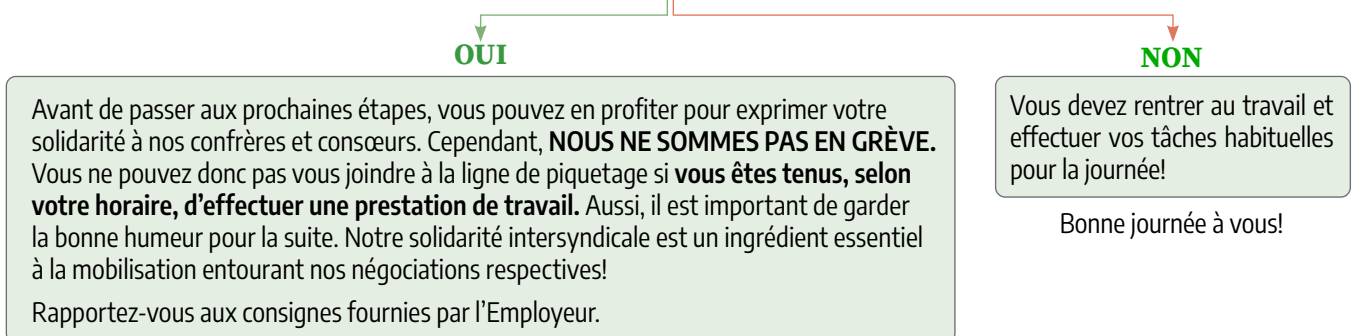 OUI
Avant de passer aux prochaines étapes, vous pouvez en profiter pour exprimer votre
solidarité à nos confrères et consœurs. Cependant, NOUS NE SOMMES PAS EN GRÈVE.
Vous ne pouvez donc pas vous joindre à la ligne de piquetage si vous êtes tenus, selon
votre horaire, d’effectuer une prestation de travail. Aussi, il est important de garder
la bonne humeur pour la suite. Notre solidarité intersyndicale est un ingrédient essentiel
à la mobilisation entourant nos négociations respectives!
Rapportez-vous aux consignes fournies par l’Employeur.
NON
Vous devez rentrer au travail et
effectuer vos tâches habituelles
pour la journée!
Bonne journée à vous!